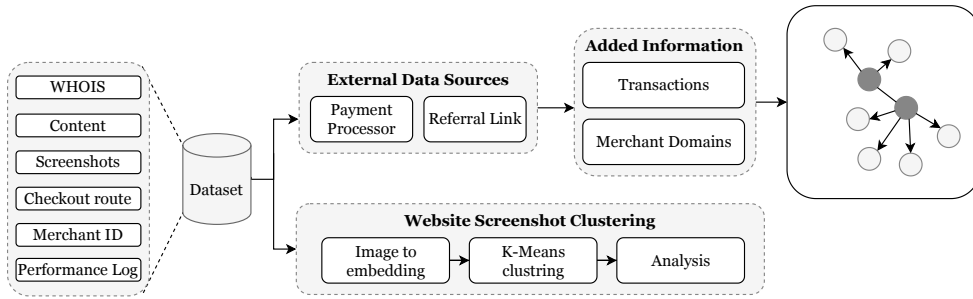 WHOIS
Content
Screenshots
Checkout route
Merchant ID
Performance Log
Dataset
External Data Sources
Payment
Processor
Referral Link
Added Information
Transactions
Merchant Domains
Website Screenshot Clustering
Image to
embedding
K-Means
clustring
Analysis